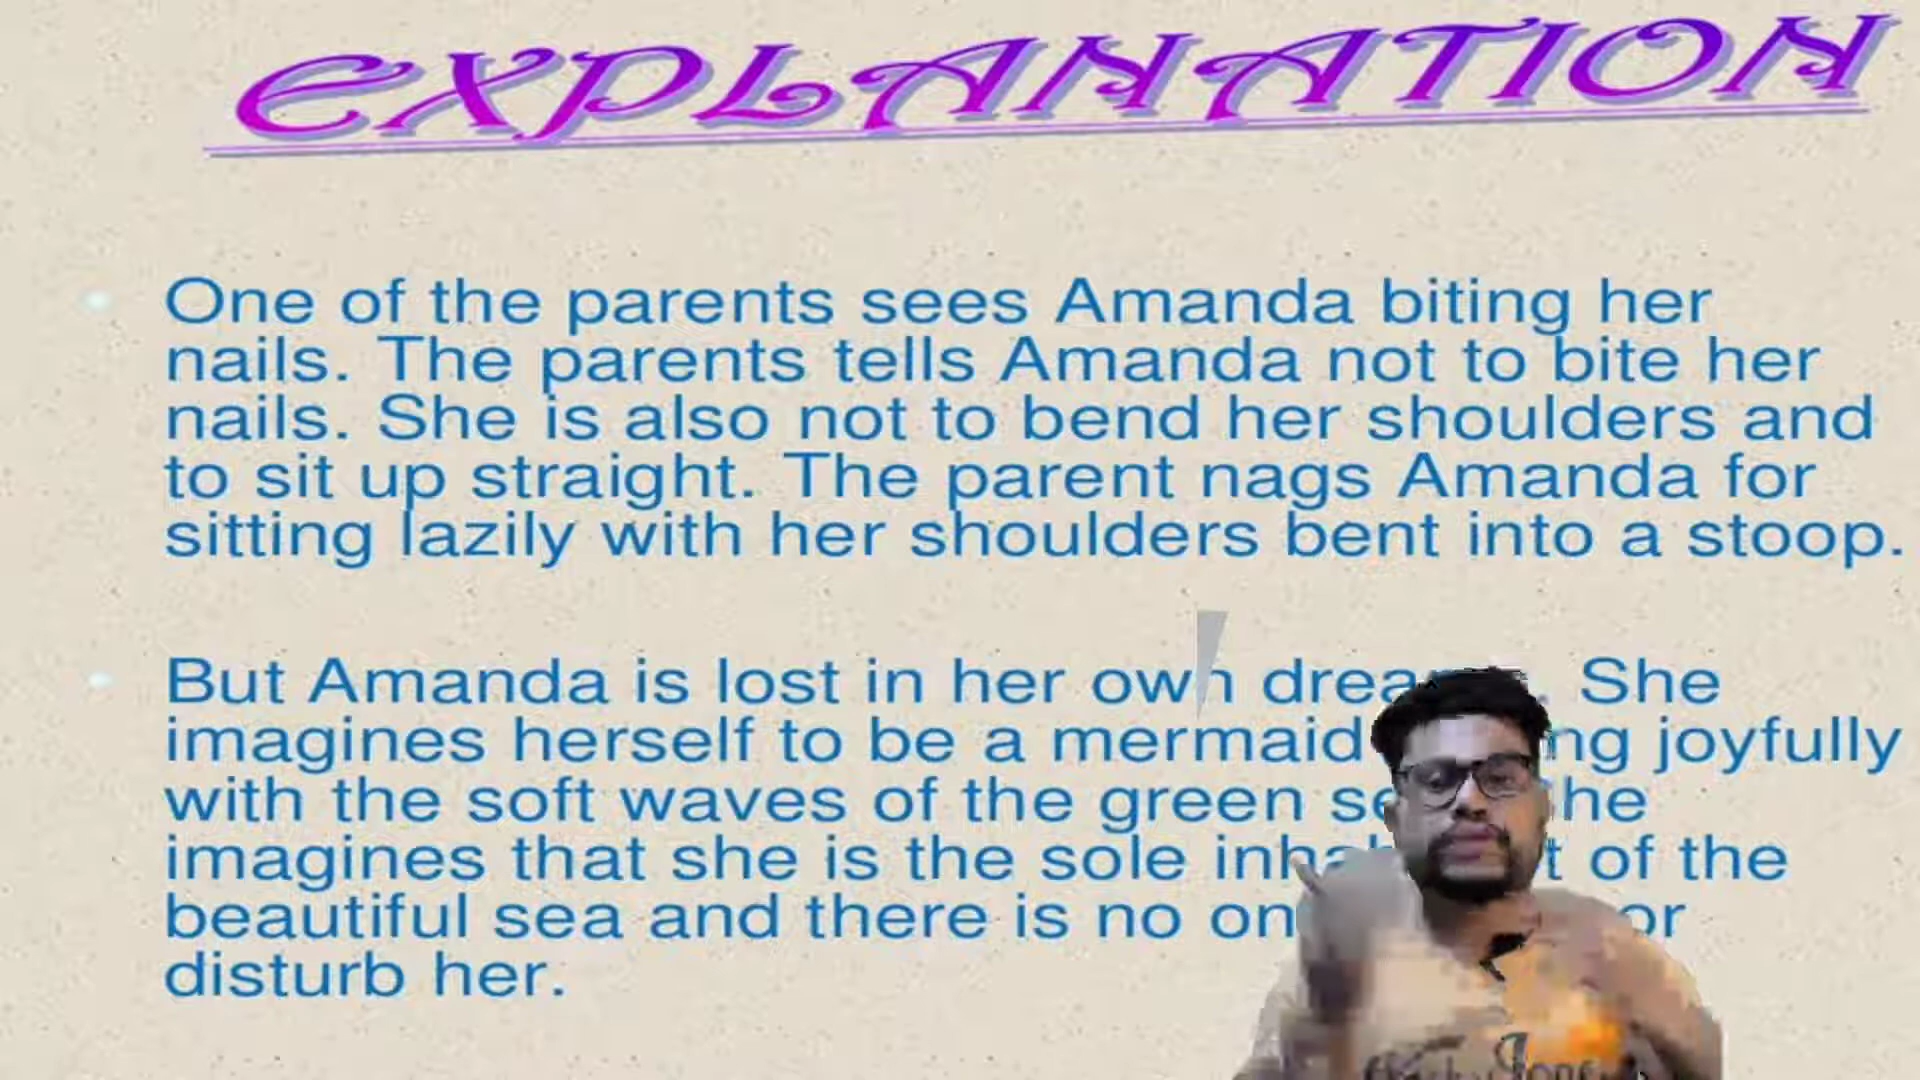 EXPLANATION
One of the parents sees Amanda biting her
nails. The parents tells Amanda not to bite her
nails. She is also not to bend her shoulders and
to sit up straight. The parent nags Amanda for
sitting lazily with her shoulders bent into a stoop.
But Amanda is lost in her own She
imagines herself to be a mermaid joyfully
with the soft waves of the green
imagines that she is the sole of the
beautiful sea and there is no or
disturb her.